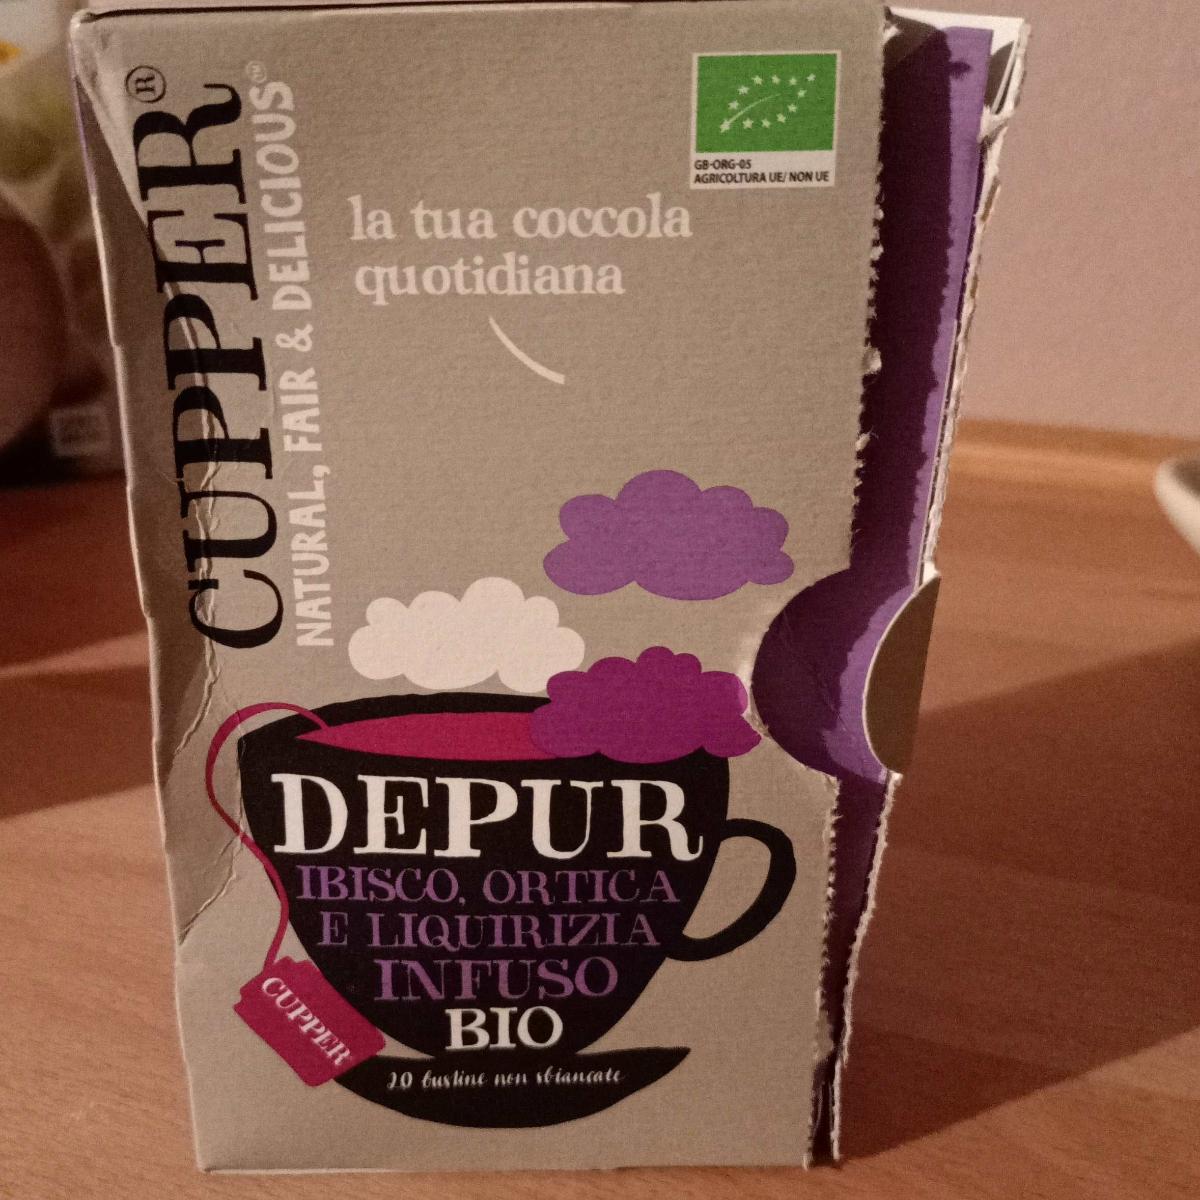 CUPPER®
NATURAL, FAIR & DELICIOUS™
GB-ORG-05
AGRICOLTURA UE/ NON UE
la tua coccola
quotidiana
DEPUR
IBISCO, ORTICA
E LIQUIRIZIA
INFUSO
BIO
CUPPER
20 bustine non sbiancate